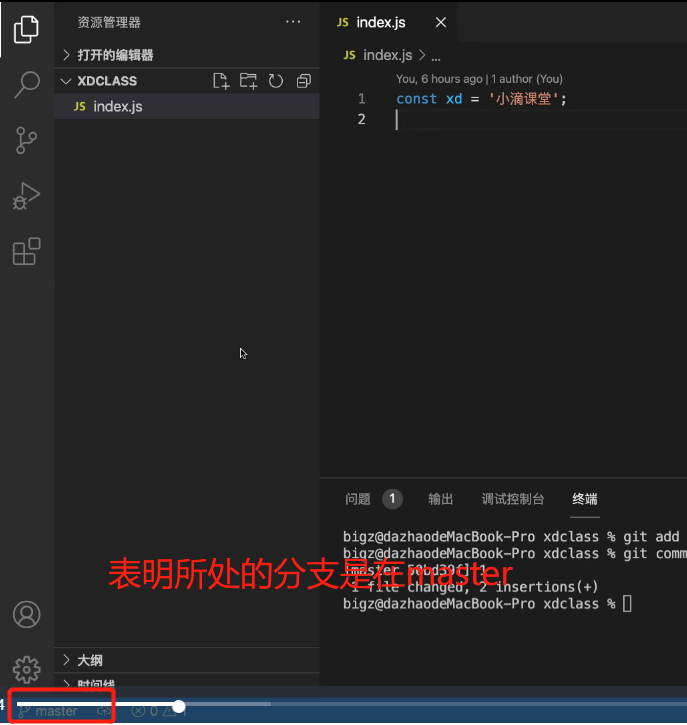 资源管理器
打开的编辑器
XDCLASS
JS index.js
JS index.js
JS index.js > ...
You, 6 hours ago | 1 author (You)
1 const xd = '小滴课堂';
2
问题 1 输出 调试控制台 终端
bigz@dazhaodeMacBook-Pro xdclass % git add
bigz@dazhaodeMacBook-Pro xdclass % git comm
表明所处的分支是在master
1 file changed, 2 insertions(+)
bigz@dazhaodeMacBook-Pro xdclass %
大纲
时间线
master 0